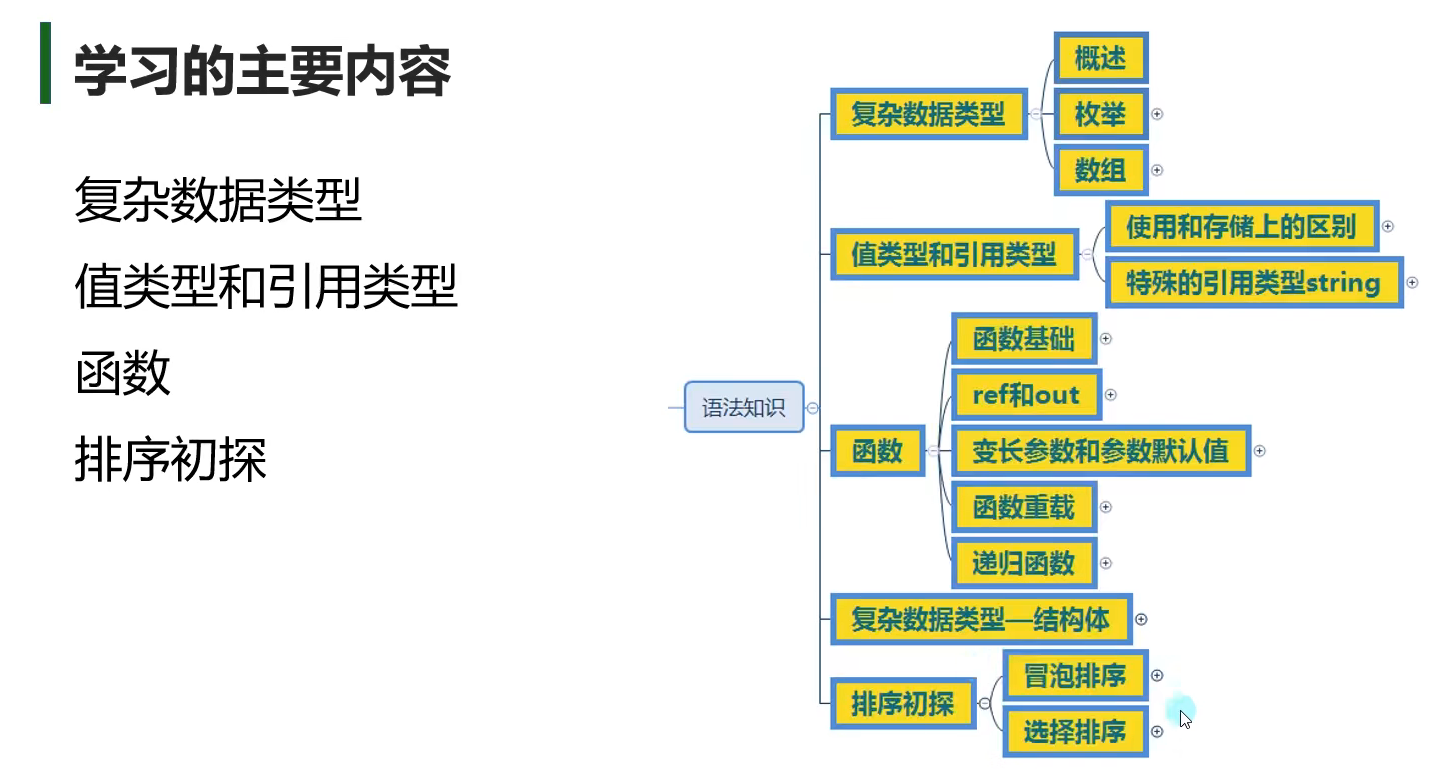 学习的主要内容
复杂数据类型
值类型和引用类型
函数
排序初探
语法知识
复杂数据类型
概述
枚举
数组
值类型和引用类型
使用和存储上的区别
特殊的引用类型string
函数
函数基础
ref和out
变长参数和参数默认值
函数重载
递归函数
复杂数据类型—结构体
排序初探
冒泡排序
选择排序